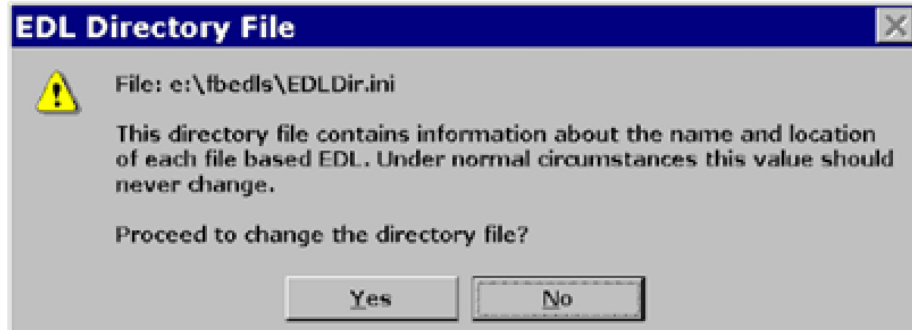 EDL Directory File
File: e:\fbedls\EDLDir.ini
This directory file contains information about the name and location
of each file based EDL. Under normal circumstances this value should
never change.
Proceed to change the directory file?
Yes No